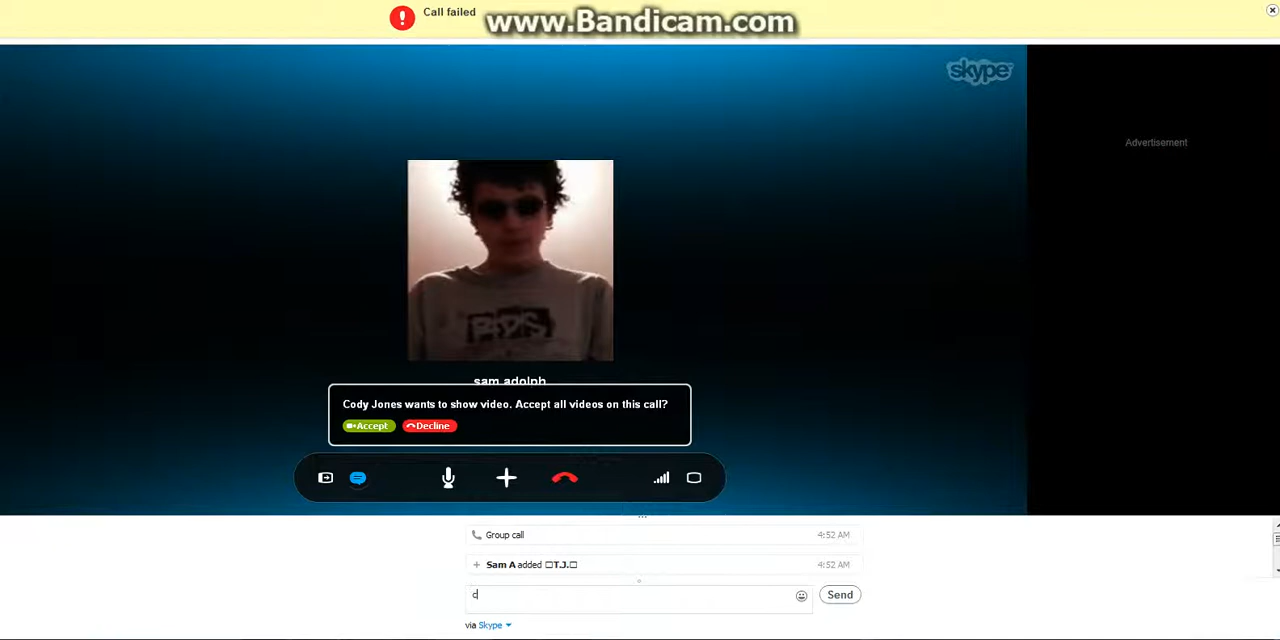 Call failed
www.Bandicam.com
skype
Advertisement
sam adolph
Cody Jones wants to show video. Accept all videos on this call?
Accept
Decline
Group call
4:52 AM
Sam A added □T.J.□
4:52 AM
c
Send
via Skype